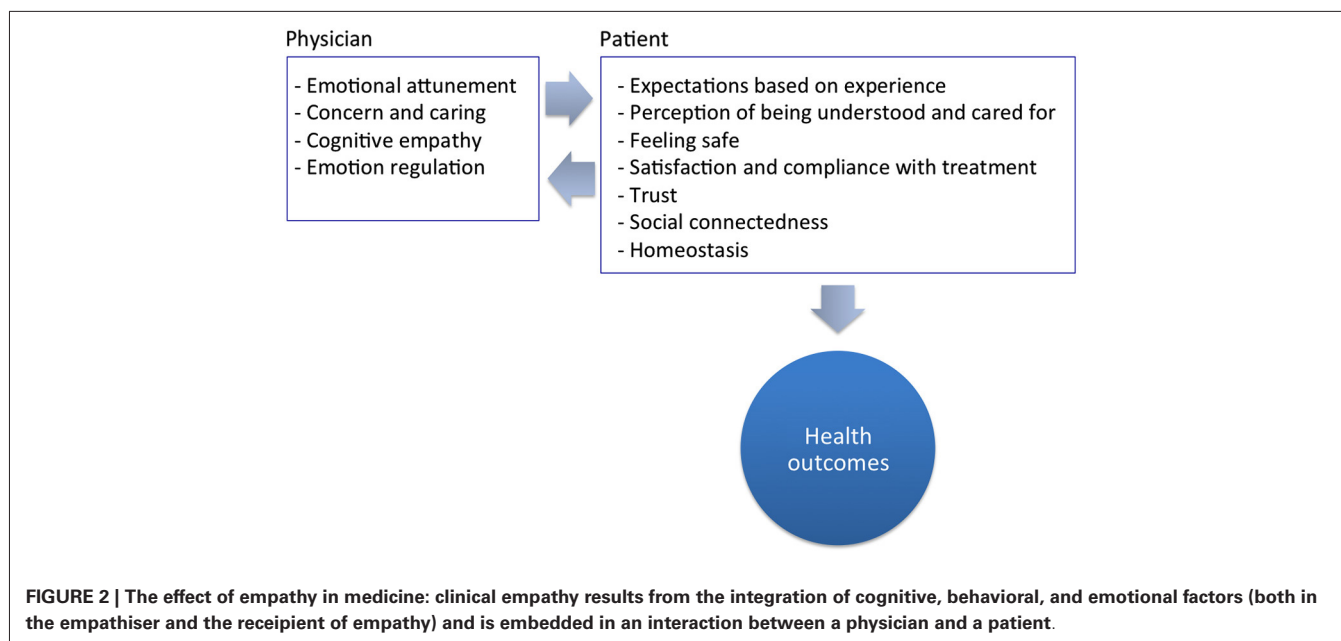 Physician
- Emotional attunement
- Concern and caring
- Cognitive empathy
- Emotion regulation
Patient
- Expectations based on experience
- Perception of being understood and cared for
- Feeling safe
- Satisfaction and compliance with treatment
- Trust
- Social connectedness
- Homeostasis
Health
outcomes
FIGURE 2 | The effect of empathy in medicine: clinical empathy results from the integration of cognitive, behavioral, and emotional factors (both in
the empathiser and the receipient of empathy) and is embedded in an interaction between a physician and a patient.